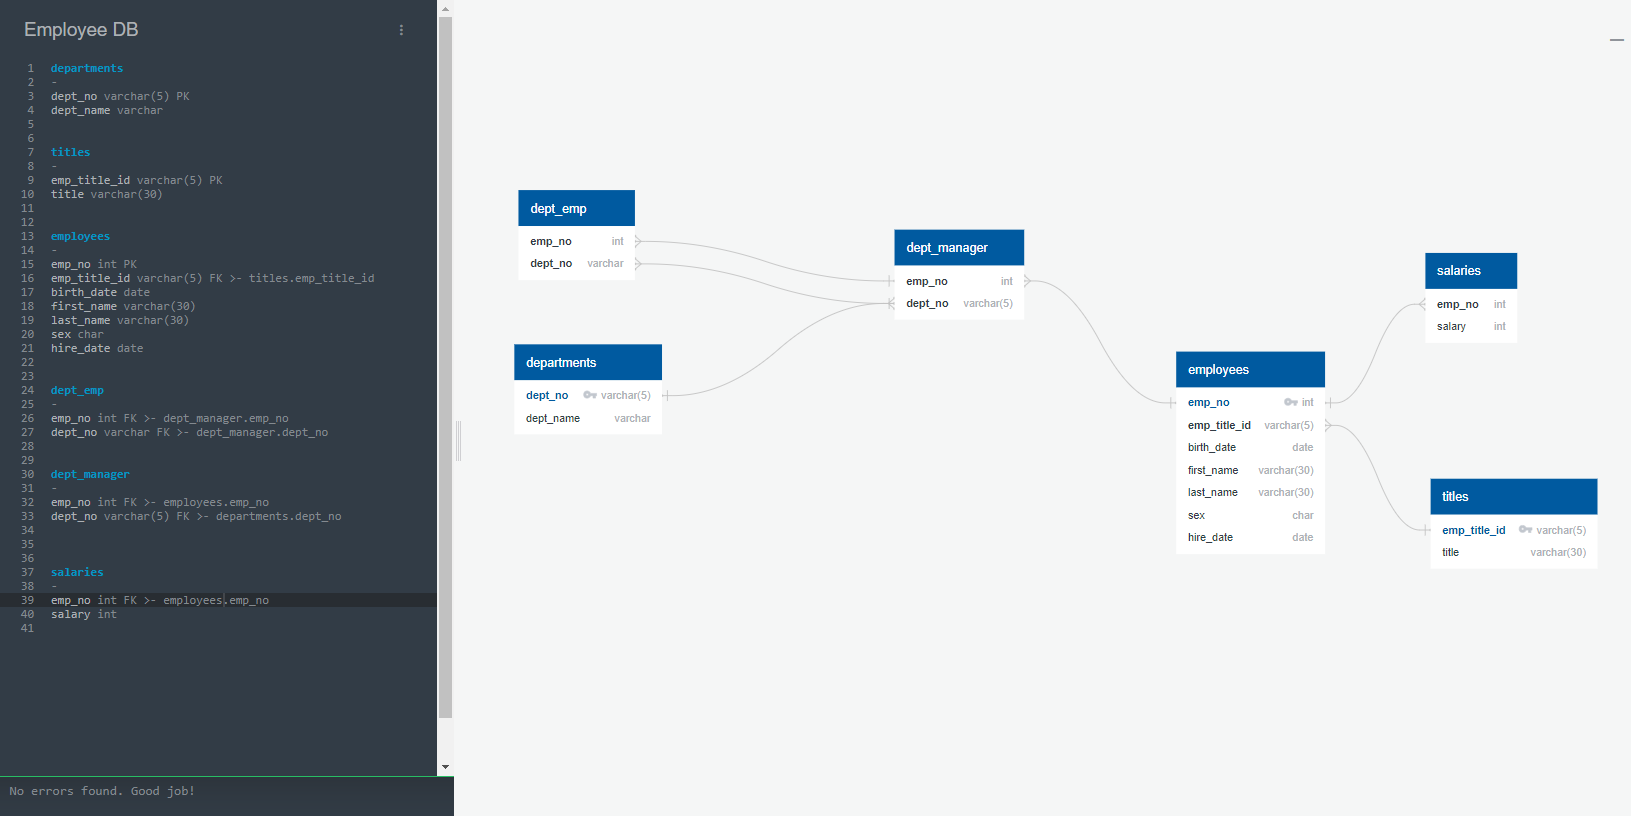 Employee DB
1 departments
2 -
3 dept_no varchar(5) PK
4 dept_name varchar
5
6
7 titles
8 -
9 emp_title_id varchar(5) PK
10 title varchar(30)
11
12
13 employees
14 -
15 emp_no int PK
16 emp_title_id varchar(5) FK >- titles.emp_title_id
17 birth_date date
18 first_name varchar(30)
19 last_name varchar(30)
20 sex char
21 hire_date date
22
23
24 dept_emp
25 -
26 emp_no int FK >- dept_manager.emp_no
27 dept_no varchar FK >- dept_manager.dept_no
28
29
30 dept_manager
31 -
32 emp_no int FK >- employees.emp_no
33 dept_no varchar(5) FK >- departments.dept_no
34
35
36
37 salaries
38 -
39 emp_no int FK >- employees.emp_no
40 salary int
41
No errors found. Good job!
dept_emp
emp_no int
dept_no varchar
departments
dept_no varchar(5)
dept_name varchar
dept_manager
emp_no int
dept_no varchar(5)
employees
emp_no int
emp_title_id varchar(5)
birth_date date
first_name varchar(30)
last_name varchar(30)
sex char
hire_date date
salaries
emp_no int
salary int
titles
emp_title_id varchar(5)
title varchar(30)